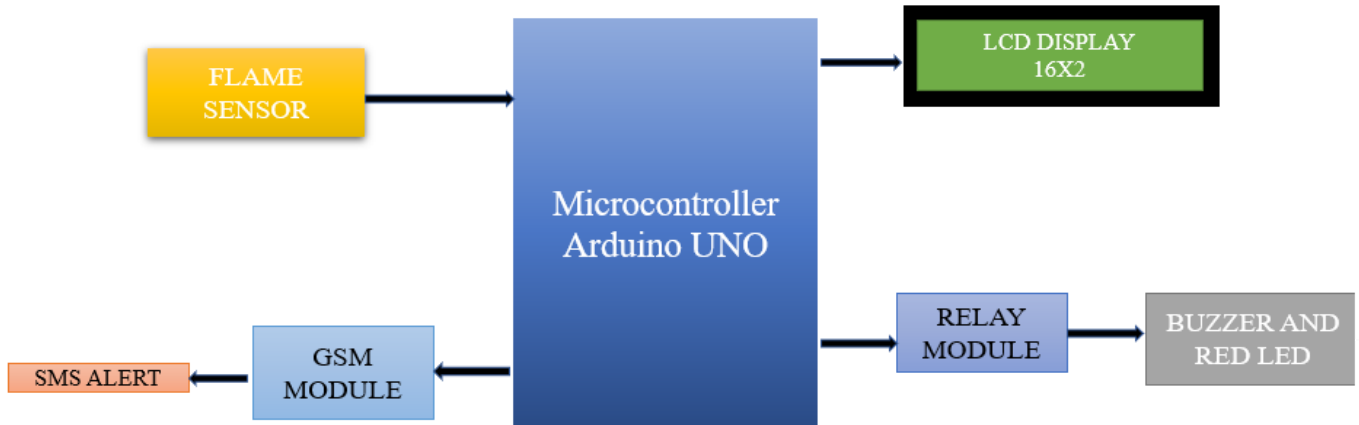 FLAME
SENSOR
LCD DISPLAY
16X2
Microcontroller
Arduino UNO
SMS ALERT
GSM
MODULE
RELAY
MODULE
BUZZER AND
RED LED